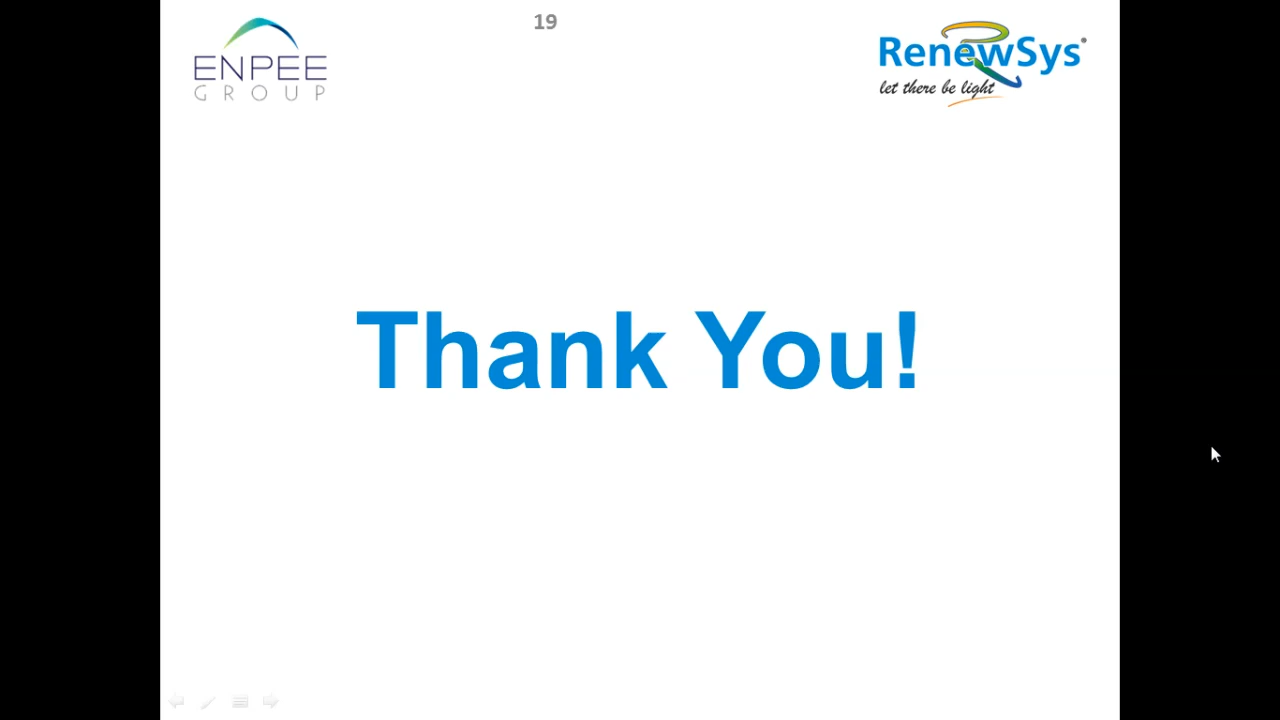 ENPEE
GROUP
19
RenewSys®
let there be light
Thank You!